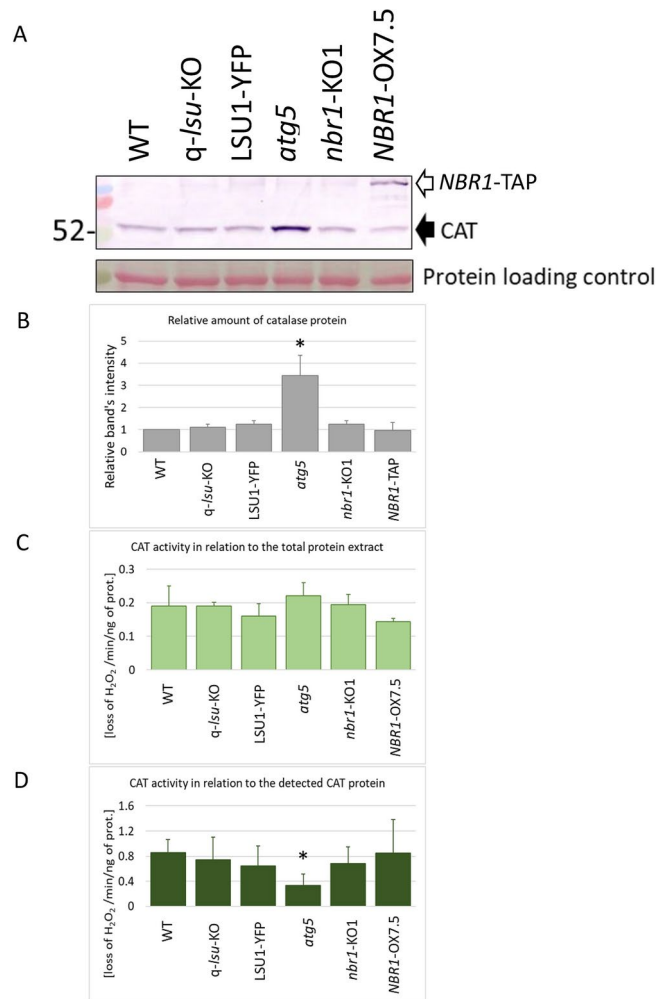 A
WT
q-lsu-KO
LSU1-YFP
atg5
nbr1-KO1
NBR1-OX7.5
NBR1-TAP
52-
CAT
Protein loading control
B
Relative amount of catalase protein
Relative band's intensity
5
4
3
2
1
0
*
WT
q-lsu-KO
LSU1-YFP
atg5
nbr1-KO1
NBR1-TAP
C
CAT activity in relation to the total protein extract
[loss of H₂O₂ /min/ng of prot.]
0.3
0.2
0.1
0
WT
q-lsu-KO
LSU1-YFP
atg5
nbr1-KO1
NBR1-OX7.5
D
CAT activity in relation to the detected CAT protein
[loss of H₂O₂ /min/ng of prot.]
1.6
1.2
0.8
0.4
0
*
WT
q-lsu-KO
LSU1-YFP
atg5
nbr1-KO1
NBR1-OX7.5